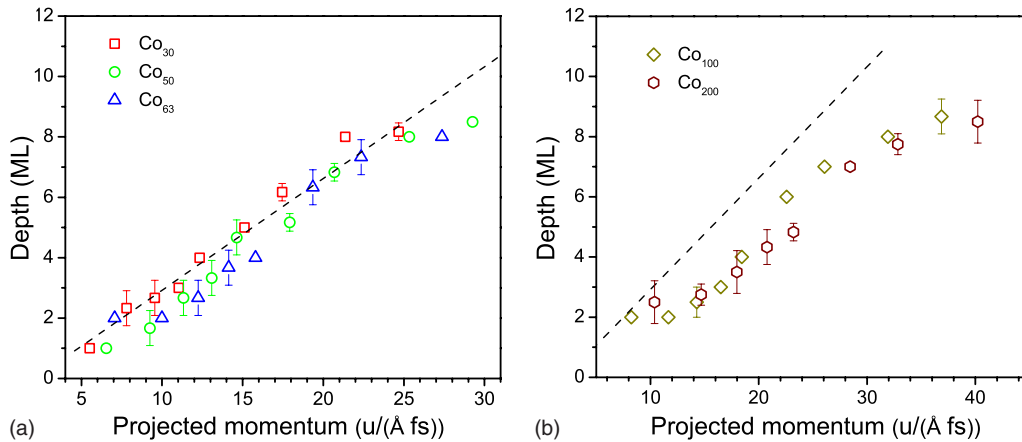 12
10
8
6
4
2
0
Depth (ML)
Co₃₀
Co₅₀
Co₆₃
5 10 15 20 25 30
(a) Projected momentum (u/(Å fs))
12
10
8
6
4
2
0
Depth (ML)
Co₁₀₀
Co₂₀₀
10 20 30 40
(b) Projected momentum (u/(Å fs))